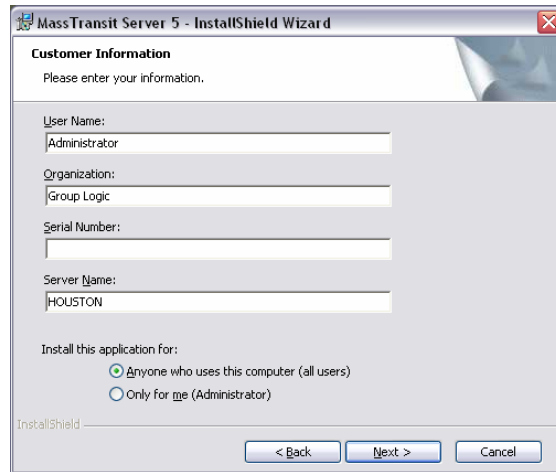 MassTransit Server 5 - InstallShield Wizard
Customer Information
Please enter your information.
User Name:
Administrator
Organization:
Group Logic
Serial Number:
Server Name:
HOUSTON
Install this application for:
Anyone who uses this computer (all users)
Only for me (Administrator)
InstallShield
< Back
Next >
Cancel